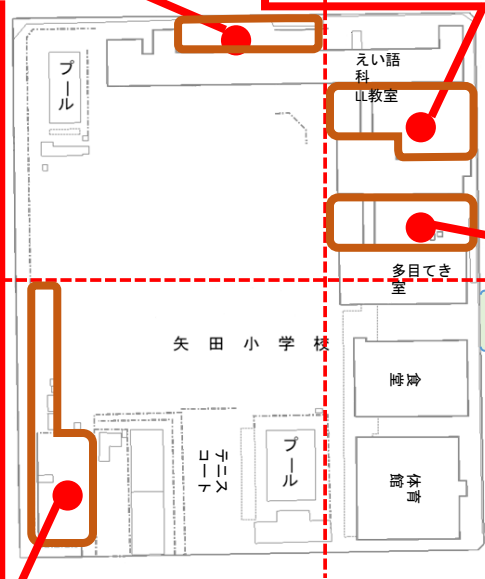 プール
えい語
科
LL教室
多目てき
室
矢田小学校
食堂
テニス
コート
プール
体育
館